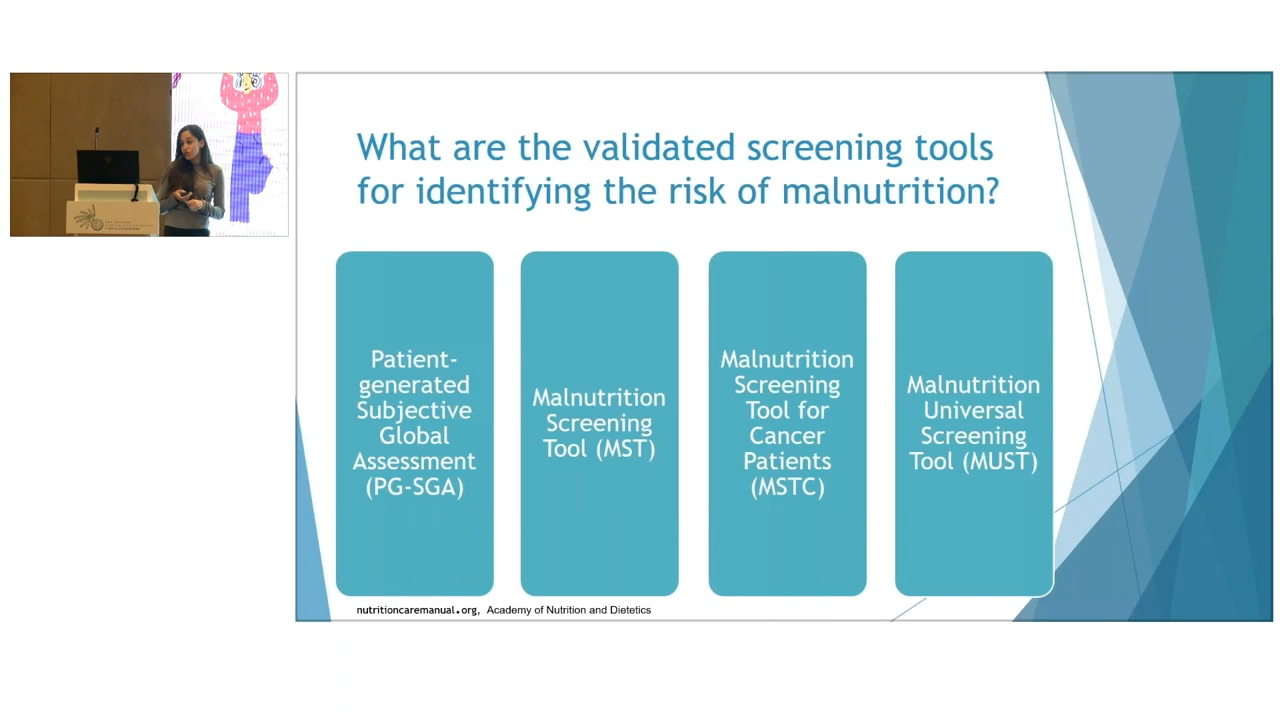 What are the validated screening tools
for identifying the risk of malnutrition?
Patient-
generated
Subjective
Global
Assessment
(PG-SGA)
Malnutrition
Screening
Tool (MST)
Malnutrition
Screening
Tool for
Cancer
Patients
(MSTC)
Malnutrition
Universal
Screening
Tool (MUST)
nutritioncaremanual.org, Academy of Nutrition and Dietetics